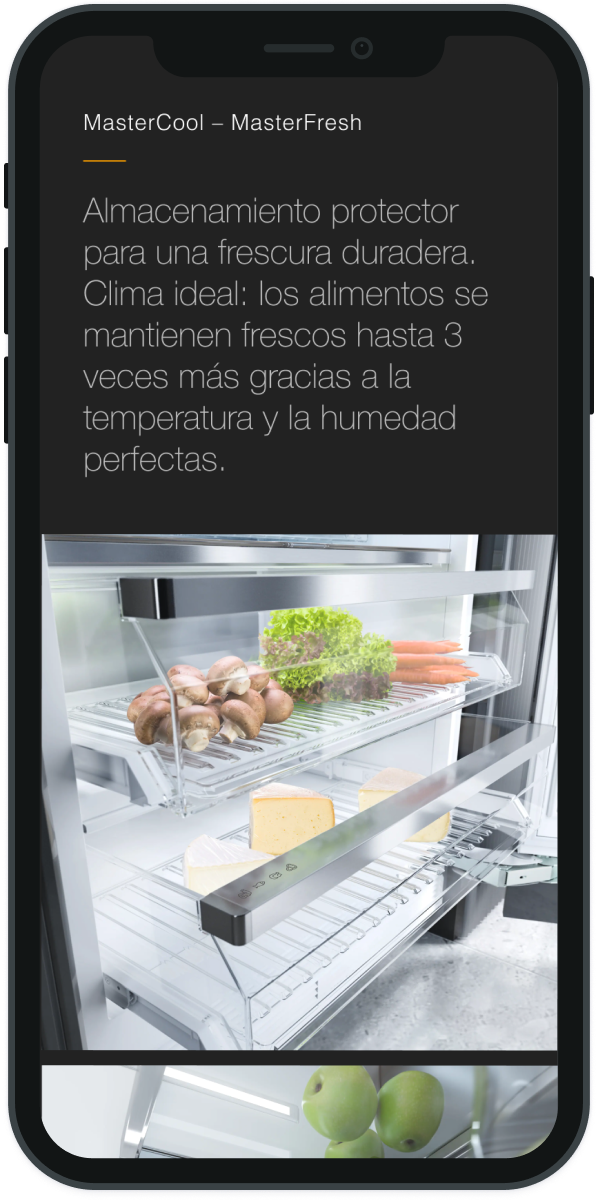 MasterCool – MasterFresh
Almacenamiento protector
para una frescura duradera.
Clima ideal: los alimentos se
mantienen frescos hasta 3
veces más gracias a la
temperatura y la humedad
perfectas.